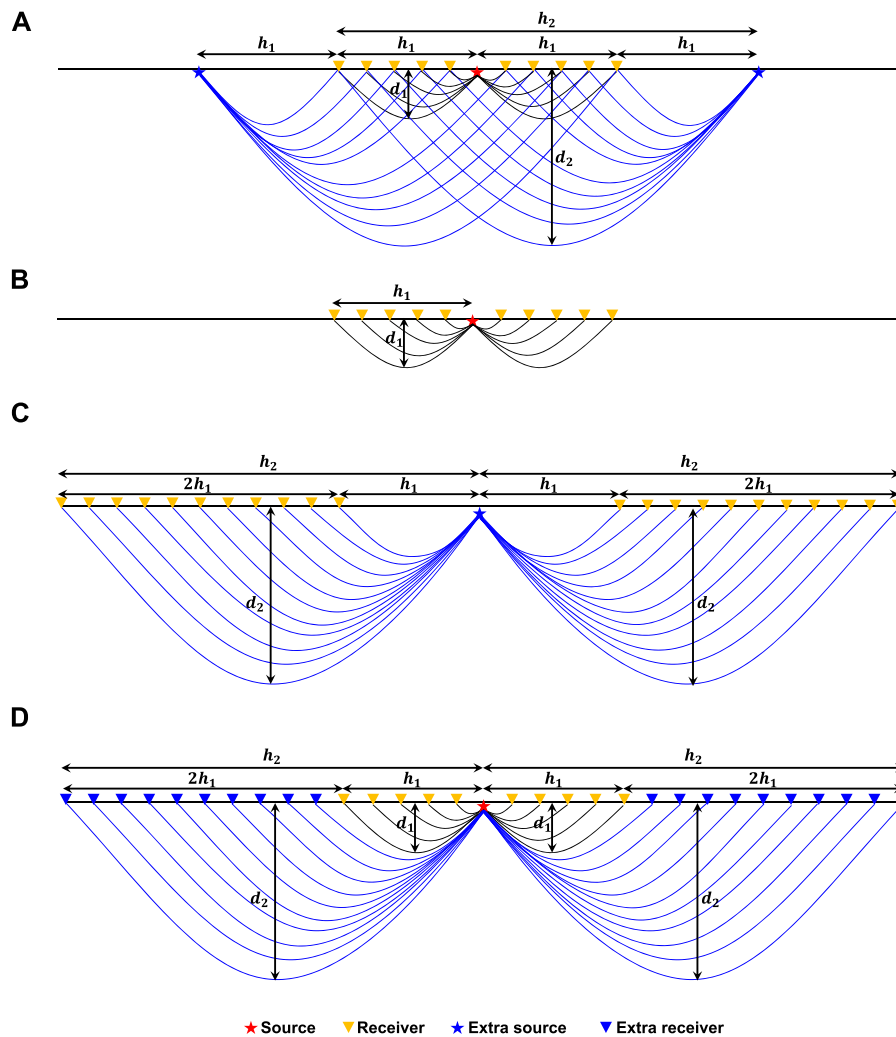 A
h₂
h₁ h₁ h₁ h₁
d₁
d₂
B
h₁
d₁
C
h₂ h₂
2h₁ h₁ h₁ 2h₁
d₂ d₂
D
h₂ h₂
2h₁ h₁ h₁ 2h₁
d₁ d₁
d₂ d₂
Source Receiver Extra source Extra receiver